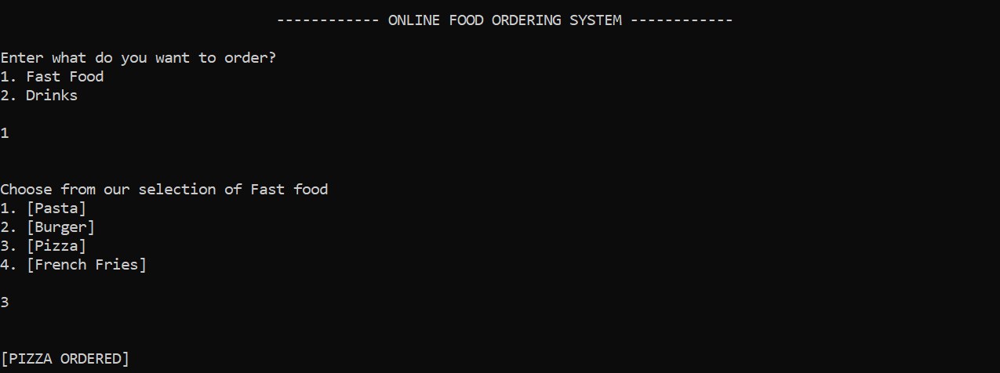 ------------ ONLINE FOOD ORDERING SYSTEM ------------
Enter what do you want to order?
1. Fast Food
2. Drinks
1
Choose from our selection of Fast food
1. [Pasta]
2. [Burger]
3. [Pizza]
4. [French Fries]
3
[PIZZA ORDERED]